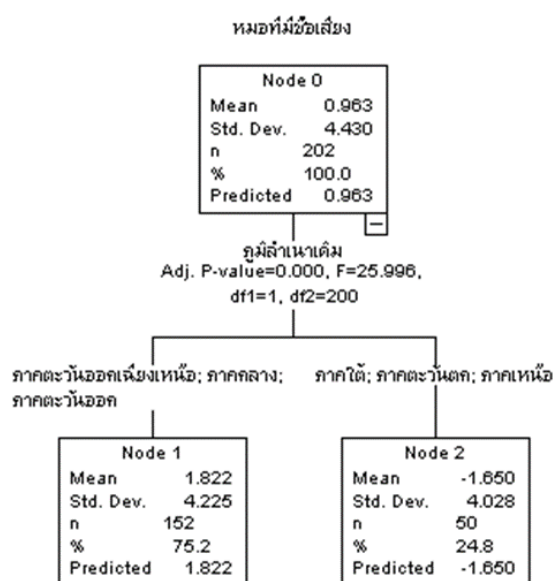 หมอที่มีชื่อเสียง
Node 0
Mean 0.963
Std. Dev. 4.430
n 202
% 100.0
Predicted 0.963
ภูมิลำเนาเดิม
Adj. P-value=0.000, F=25.996,
df1=1, df2=200
ภาคตะวันออกเฉียงเหนือ; ภาคกลาง;
ภาคตะวันออก
Node 1
Mean 1.822
Std. Dev. 4.225
n 152
% 75.2
Predicted 1.822
ภาคใต้; ภาคตะวันตก; ภาคเหนือ
Node 2
Mean -1.650
Std. Dev. 4.028
n 50
% 24.8
Predicted -1.650